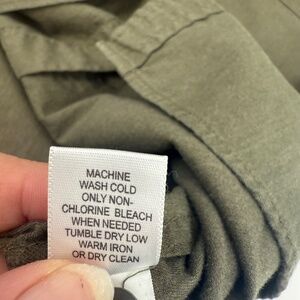 MACHINE
WASH COLD
ONLY NON-
CHLORINE BLEACH
WHEN NEEDED
TUMBLE DRY LOW
WARM IRON
OR DRY CLEAN